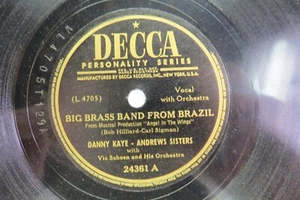 DECCA
PERSONALITY SERIES
MANUFACTURED BY
DECCA RECORDS, INC., NEW YORK, U.S.A.
(L 4705)
Vocal
with Orchestra
BIG BRASS BAND FROM BRAZIL
From Musical Production "Angel In The Wings"
(Bob Hilliard-Carl Sigman)
DANNY KAYE - ANDREWS SISTERS
with
Vic Schoen and His Orchestra
24361 A